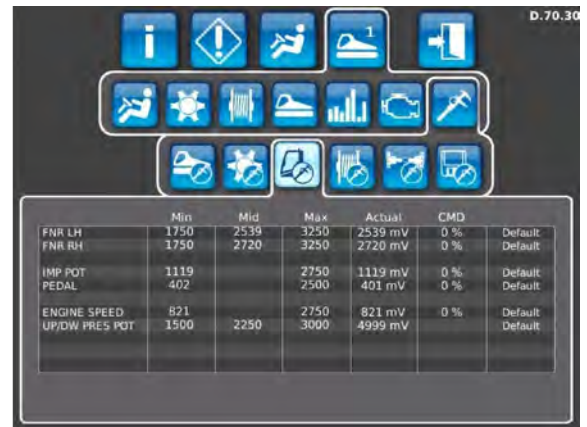 D.70.30
1
Min Mid Max Actual CMD
FNR LH 1750 2539 3250 2539 mV 0 % Default
FNR RH 1750 2720 3250 2720 mV 0 % Default
IMP POT 1119 2750 1119 mV 0 % Default
PEDAL 402 2500 401 mV 0 % Default
ENGINE SPEED 821 2750 821 mV 0 % Default
UP/DW PRES POT 1500 2250 3000 4999 mV Default